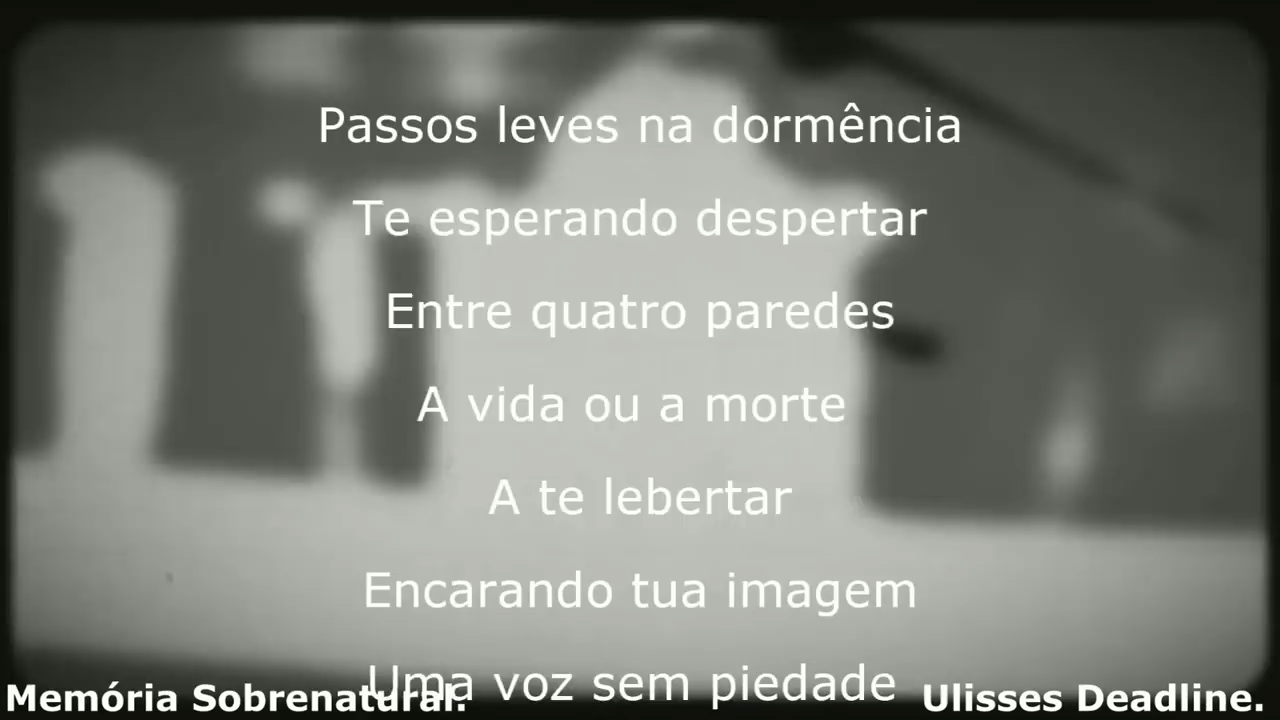 Passos leves na dormência
Te esperando despertar
Entre quatro paredes
A vida ou a morte
A te lebertar
Encarando tua imagem
Uma voz sem piedade
Memória Sobrenatural.
Ulisses Deadline.